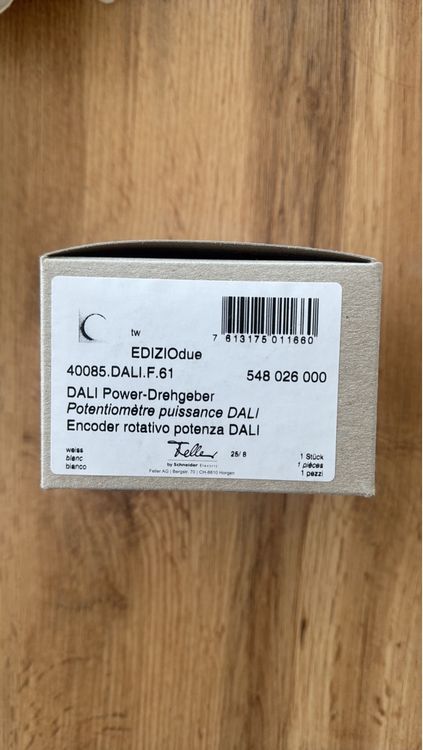 tw
7 613175 011660
EDIZIOdue
40085.DALI.F.61 548 026 000
DALI Power-Drehgeber
Potentiomètre puissance DALI
Encoder rotativo potenza DALI
weiss
blanc
bianco
Feller
by Schneider Electric
Feller AG | Bergstr. 70 | CH-8810 Horgen
25/ 8
1 Stück
1 pièces
1 pezzi